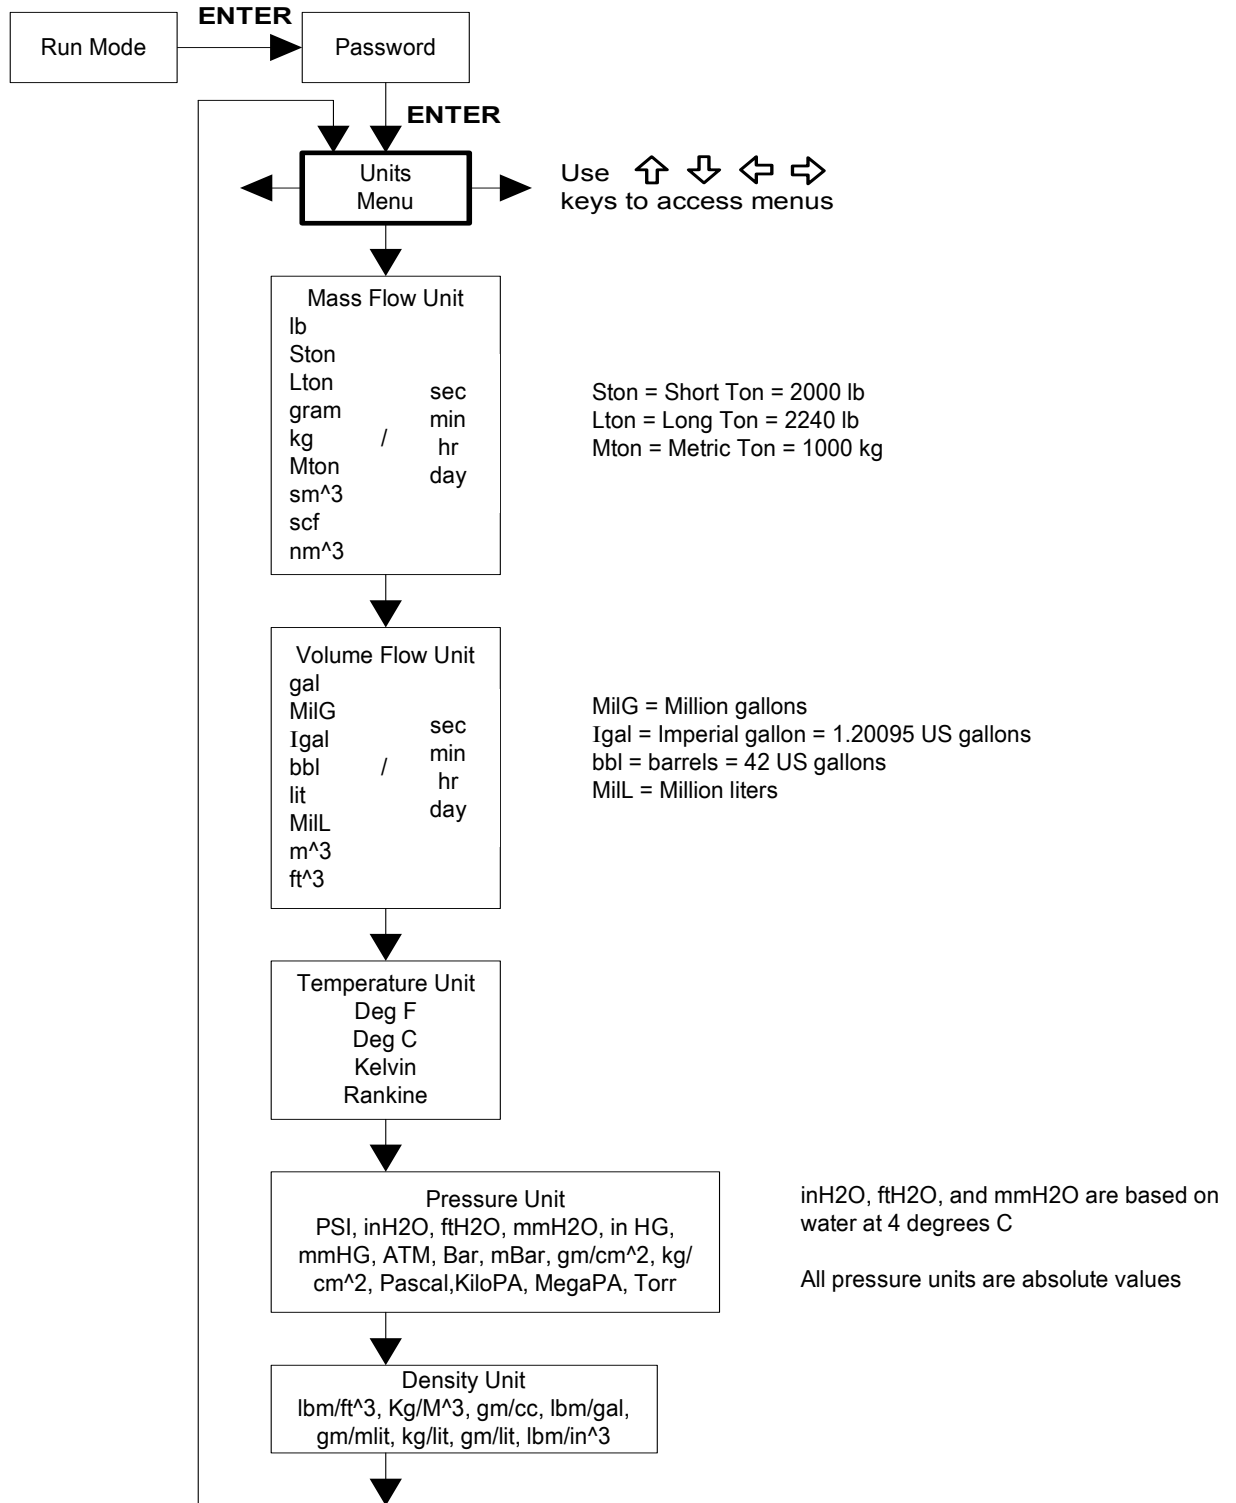 ENTER
Run Mode
Password
ENTER
Units
Menu
Use
keys to access menus
Mass Flow Unit
lb
Ston
Lton
gram
kg
Mton
sm^3
scf
nm^3
/
sec
min
hr
day
Ston = Short Ton = 2000 lb
Lton = Long Ton = 2240 lb
Mton = Metric Ton = 1000 kg
Volume Flow Unit
gal
MilG
Igal
bbl
lit
MilL
m^3
ft^3
/
sec
min
hr
day
MilG = Million gallons
Igal = Imperial gallon = 1.20095 US gallons
bbl = barrels = 42 US gallons
MilL = Million liters
Temperature Unit
Deg F
Deg C
Kelvin
Rankine
Pressure Unit
PSI, inH2O, ftH2O, mmH2O, in HG,
mmHG, ATM, Bar, mBar, gm/cm^2, kg/
cm^2, Pascal,KiloPA, MegaPA, Torr
inH2O, ftH2O, and mmH2O are based on
water at 4 degrees C
All pressure units are absolute values
Density Unit
lbm/ft^3, Kg/M^3, gm/cc, lbm/gal,
gm/mlit, kg/lit, gm/lit, lbm/in^3